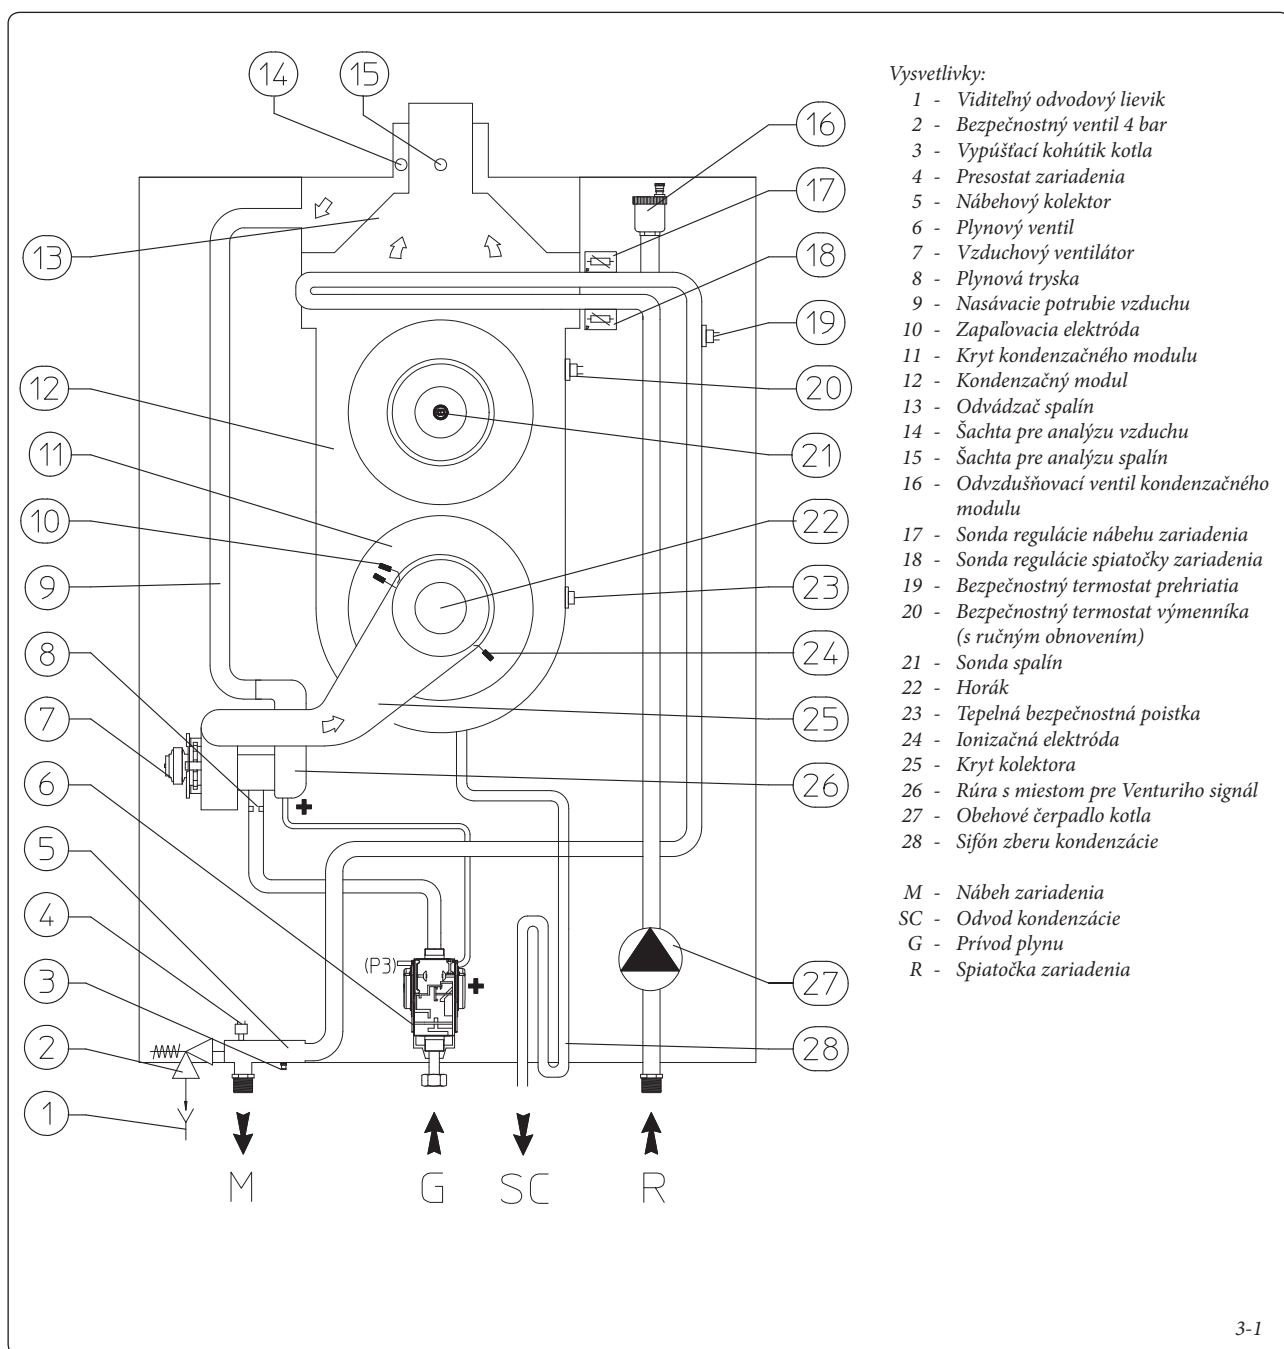 14
15
16
17
13
18
19
12
20
11
21
10
22
9
23
8
24
7
25
6
26
5
4
(P3)
3
27
2
28
1
M
G
SC
R
Vysvetlivky:
1 - Viditeľný odvodový lievik
2 - Bezpečnostný ventil 4 bar
3 - Vypúšťací kohútik kotla
4 - Presostat zariadenia
5 - Nábehový kolektor
6 - Plynový ventil
7 - Vzduchový ventilátor
8 - Plynová tryska
9 - Nasávacie potrubie vzduchu
10 - Zapaľovacia elektróda
11 - Kryt kondenzačného modulu
12 - Kondenzačný modul
13 - Odvádzač spalín
14 - Šachta pre analýzu vzduchu
15 - Šachta pre analýzu spalín
16 - Odvzdušňovací ventil kondenzačného
modulu
17 - Sonda regulácie nábehu zariadenia
18 - Sonda regulácie spiatočky zariadenia
19 - Bezpečnostný termostat prehriatia
20 - Bezpečnostný termostat výmenníka
(s ručným obnovením)
21 - Sonda spalín
22 - Horák
23 - Tepelná bezpečnostná poistka
24 - Ionizačná elektróda
25 - Kryt kolektora
26 - Rúra s miestom pre Venturiho signál
27 - Obehové čerpadlo kotla
28 - Sifón zberu kondenzácie
M - Nábeh zariadenia
SC - Odvod kondenzácie
G - Prívod plynu
R - Spiatočka zariadenia
3-1